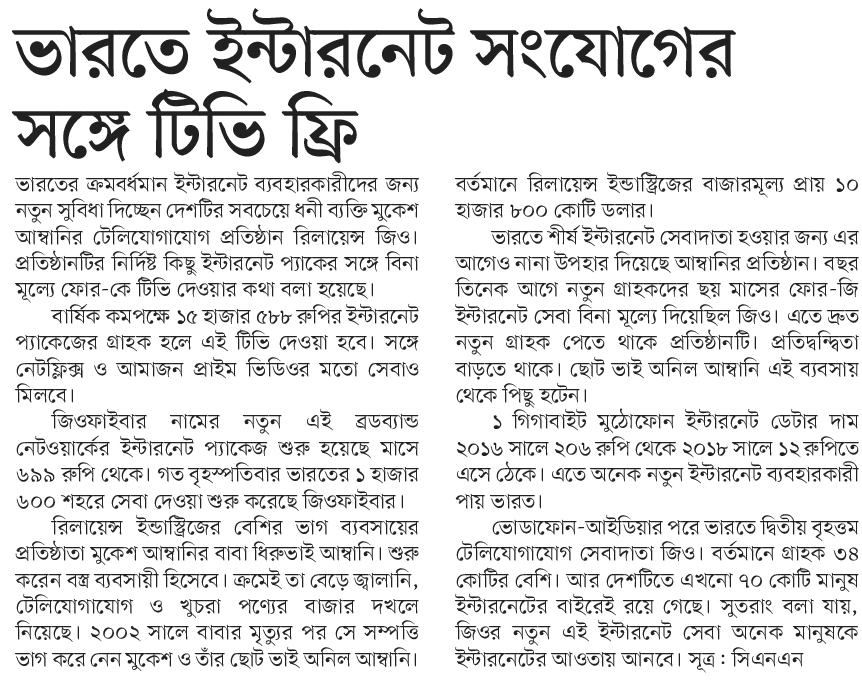 ভারতে ইন্টারনেট সংযোগের
সঙ্গে টিভি ফ্রি
ভারতের ক্রমবর্ধমান ইন্টারনেট ব্যবহারকারীদের জন্য
নতুন সুবিধা দিচ্ছেন দেশটির সবচেয়ে ধনী ব্যক্তি মুকেশ
আম্বানির টেলিযোগাযোগ প্রতিষ্ঠান রিলায়েন্স জিও।
প্রতিষ্ঠানটির নির্দিষ্ট কিছু ইন্টারনেট প্যাকের সঙ্গে বিনা
মূল্যে ফোর-কে টিভি দেওয়ার কথা বলা হয়েছে।
বার্ষিক কমপক্ষে ১৫ হাজার ৫৮৮ রুপির ইন্টারনেট
প্যাকেজের গ্রাহক হলে এই টিভি দেওয়া হবে। সঙ্গে
নেটফ্লিক্স ও আমাজন প্রাইম ভিডিওর মতো সেবাও
মিলবে।
জিওফাইবার নামের নতুন এই ব্রডব্যান্ড
নেটওয়ার্কের ইন্টারনেট প্যাকেজ শুরু হয়েছে মাসে
৬৯৯ রুপি থেকে। গত বৃহস্পতিবার ভারতের ১ হাজার
৬০০ শহরে সেবা দেওয়া শুরু করেছে জিওফাইবার।
রিলায়েন্স ইন্ডাস্ট্রিজের বেশির ভাগ ব্যবসায়ের
প্রতিষ্ঠাতা মুকেশ আম্বানির বাবা ধিরুভাই আম্বানি। শুরু
করেন বস্ত্র ব্যবসায়ী হিসেবে। ক্রমেই তা বেড়ে জ্বালানি,
টেলিযোগাযোগ ও খুচরা পণ্যের বাজার দখলে
নিয়েছে। ২০০২ সালে বাবার মৃত্যুর পর সে সম্পত্তি
ভাগ করে নেন মুকেশ ও তাঁর ছোট ভাই অনিল আম্বানি।
বর্তমানে রিলায়েন্স ইন্ডাস্ট্রিজের বাজারমূল্য প্রায় ১০
হাজার ৮০০ কোটি ডলার।
ভারতে শীর্ষ ইন্টারনেট সেবাদাতা হওয়ার জন্য এর
আগেও নানা উপহার দিয়েছে আম্বানির প্রতিষ্ঠান। বছর
তিনেক আগে নতুন গ্রাহকদের ছয় মাসের ফোর-জি
ইন্টারনেট সেবা বিনা মূল্যে দিয়েছিল জিও। এতে দ্রুত
নতুন গ্রাহক পেতে থাকে প্রতিষ্ঠানটি। প্রতিদ্বন্দ্বিতা
বাড়তে থাকে। ছোট ভাই অনিল আম্বানি এই ব্যবসায়
থেকে পিছু হটেন।
১ গিগাবাইট মুঠোফোন ইন্টারনেট ডেটার দাম
২০১৬ সালে ২০৬ রুপি থেকে ২০১৮ সালে ১২ রুপিতে
এসে ঠেকে। এতে অনেক নতুন ইন্টারনেট ব্যবহারকারী
পায় ভারত।
ভোডাফোন-আইডিয়ার পরে ভারতে দ্বিতীয় বৃহত্তম
টেলিযোগাযোগ সেবাদাতা জিও। বর্তমানে গ্রাহক ৩৪
কোটির বেশি। আর দেশটিতে এখনো ৭০ কোটি মানুষ
ইন্টারনেটের বাইরেই রয়ে গেছে। সুতরাং বলা যায়,
জিওর নতুন এই ইন্টারনেট সেবা অনেক মানুষকে
ইন্টারনেটের আওতায় আনবে। সূত্র : সিএনএন